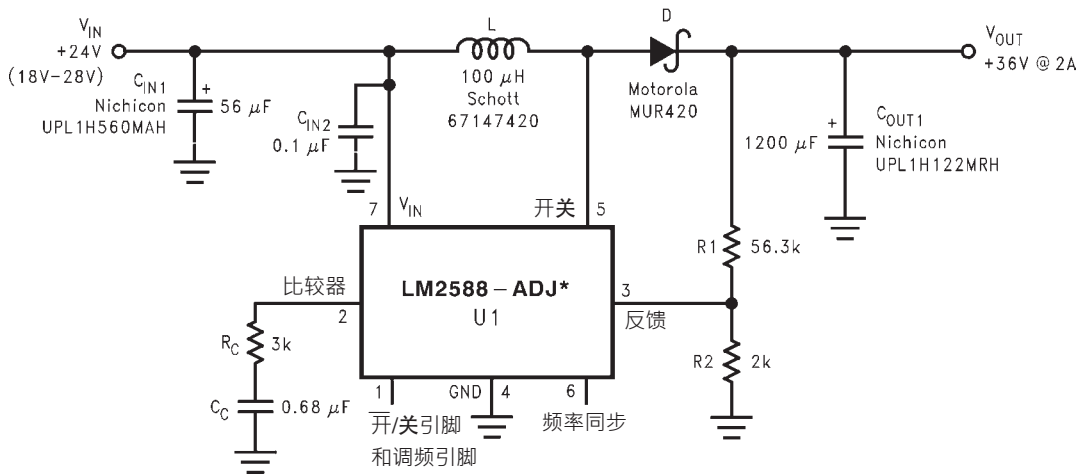 V_IN
+24V
(18V-28V)
C_IN1
Nichicon
UPL1H560MAH
+
56 μF
C_IN2
0.1 μF
L
100 μH
Schott
67147420
D
Motorola
MUR420
V_OUT
+36V @ 2A
+
1200 μF
C_OUT1
Nichicon
UPL1H122MRH
7
V_IN
开关
5
R1
56.3k
比较器
2
LM2588-ADJ*
U1
3
反馈
R_C
3k
R2
2k
C_C
0.68 μF
1
GND
4
6
开/关引脚
和调频引脚
频率同步